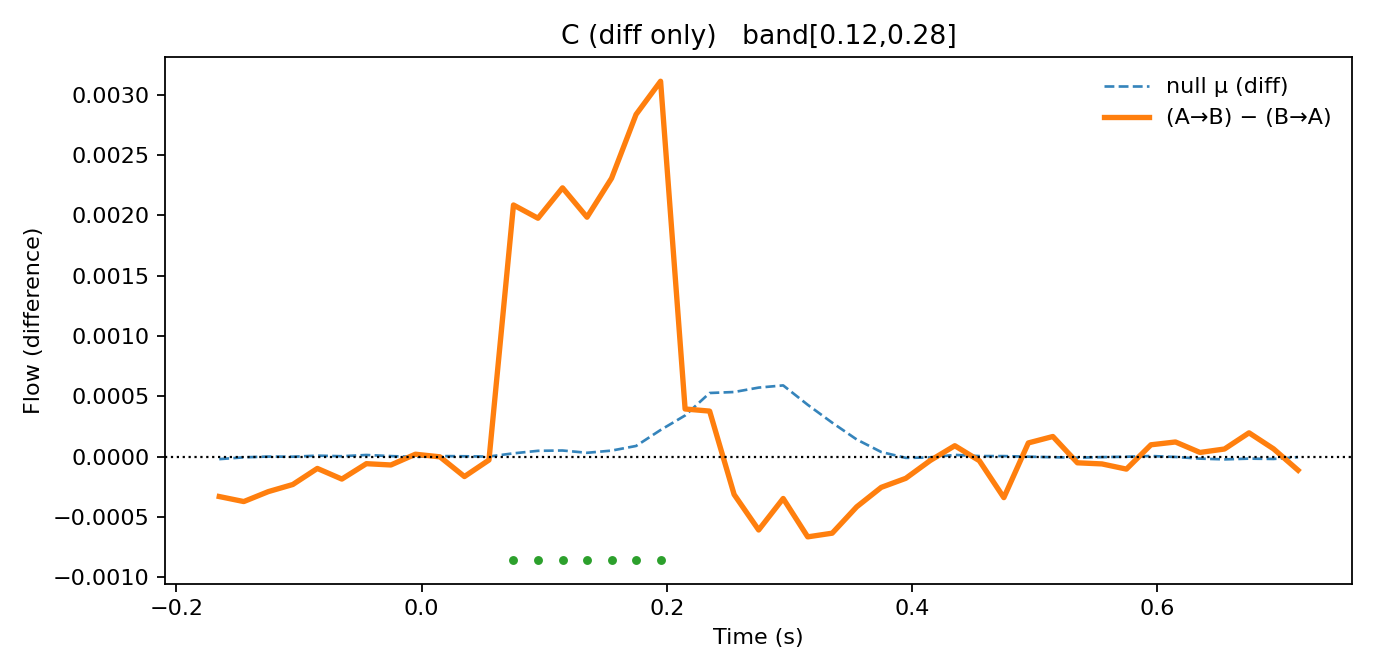 C (diff only)   band[0.12,0.28]
null μ (diff)
(A→B) − (B→A)
Flow (difference)
0.0030
0.0025
0.0020
0.0015
0.0010
0.0005
0.0000
−0.0005
−0.0010
−0.2 0.0 0.2 0.4 0.6
Time (s)